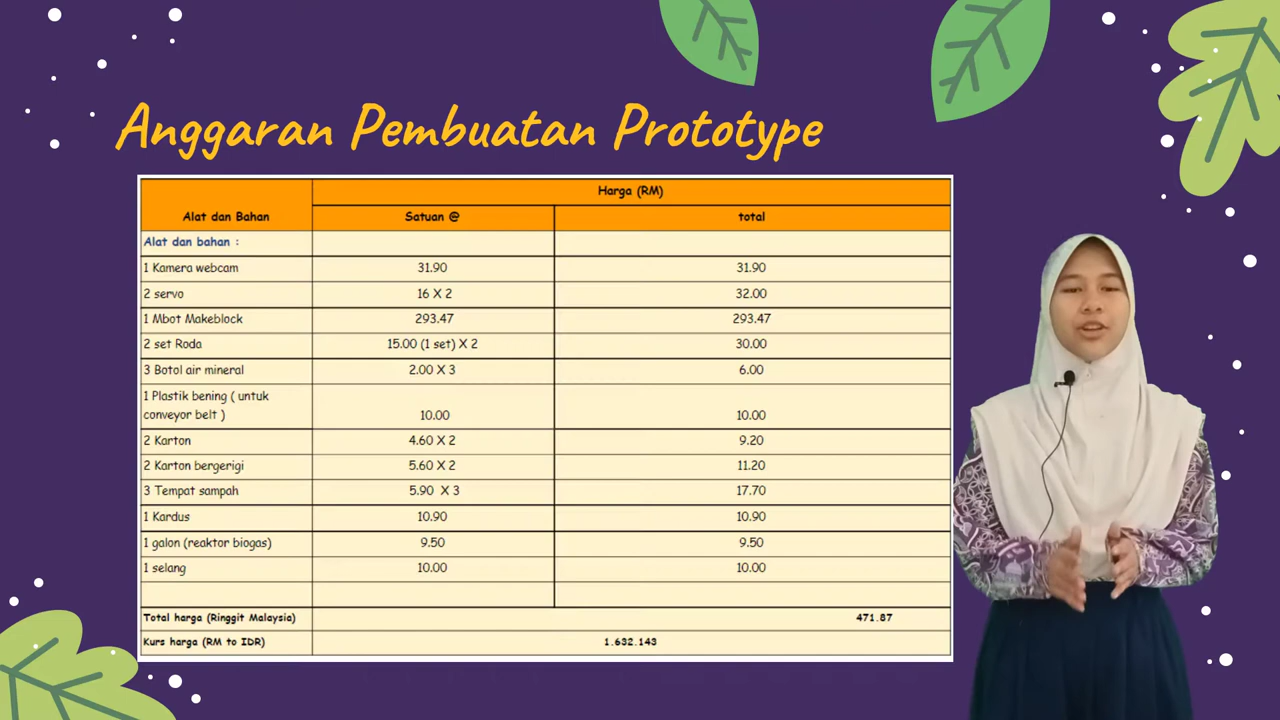 Anggaran Pembuatan Prototype
Harga (RM)
Alat dan Bahan Satuan @ total
Alat dan bahan :
1 Kamera webcam 31.90 31.90
2 servo 16 X 2 32.00
1 Mbot Makeblock 293.47 293.47
2 set Roda 15.00 (1 set) X 2 30.00
3 Botol air mineral 2.00 X 3 6.00
1 Plastik bening ( untuk
conveyor belt ) 10.00 10.00
2 Karton 4.60 X 2 9.20
2 Karton bergerigi 5.60 X 2 11.20
3 Tempat sampah 5.90 X 3 17.70
1 Kardus 10.90 10.90
1 galon (reaktor biogas) 9.50 9.50
1 selang 10.00 10.00
Total harga (Ringgit Malaysia) 471.87
Kurs harga (RM to IDR) 1.632.143